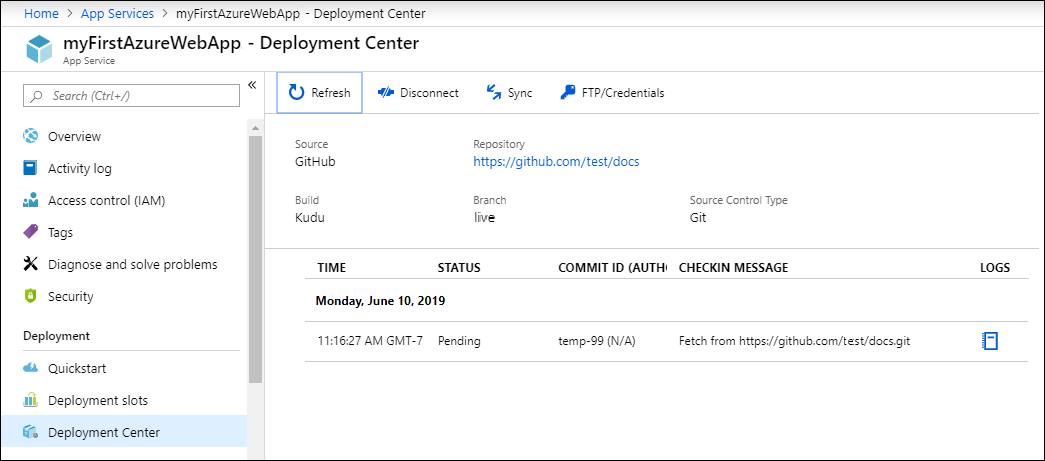 Home > App Services > myFirstAzureWebApp - Deployment Center
myFirstAzureWebApp - Deployment Center
App Service
Search (Ctrl+/)
«
Overview
Activity log
Access control (IAM)
Tags
Diagnose and solve problems
Security
Deployment
Quickstart
Deployment slots
Deployment Center
Refresh Disconnect Sync FTP/Credentials
Source Repository
GitHub https://github.com/test/docs
Build Branch Source Control Type
Kudu live Git
TIME STATUS COMMIT ID (AUTH CHECKIN MESSAGE LOGS
Monday, June 10, 2019
11:16:27 AM GMT-7 Pending temp-99 (N/A) Fetch from https://github.com/test/docs.git